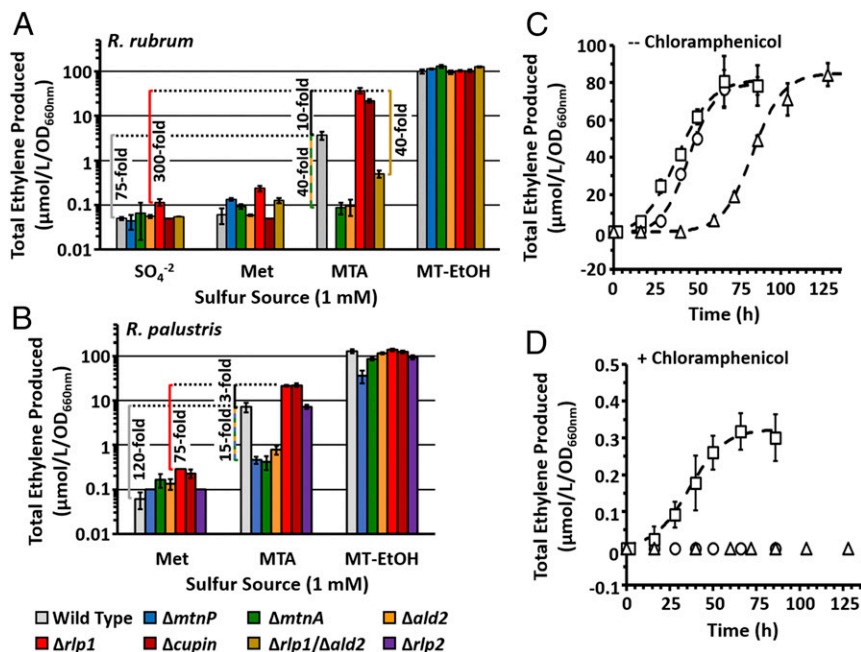 A
R. rubrum
Total Ethylene Produced
(µmol/L/OD660nm)
1000
100
10
1
0.1
0.01
75-fold
300-fold
40-fold
10-fold
40-fold
SO4-2
Met
MTA
MT-EtOH
Sulfur Source (1 mM)
B
R. palustris
Total Ethylene Produced
(µmol/L/OD660nm)
1000
100
10
1
0.1
0.01
120-fold
75-fold
15-fold
3-fold
Met
MTA
MT-EtOH
Sulfur Source (1 mM)
Wild Type
ΔmtnP
ΔmtnA
Δald2
Δrlp1
Δcupin
Δrlp1/Δald2
Δrlp2
C
-- Chloramphenicol
Total Ethylene Produced
(µmol/L/OD660nm)
100
80
60
40
20
0
-20
0 25 50 75 100 125
Time (h)
D
+ Chloramphenicol
Total Ethylene Produced
(µmol/L/OD660nm)
0.5
0.4
0.3
0.2
0.1
0
-0.1
0 25 50 75 100 125
Time (h)